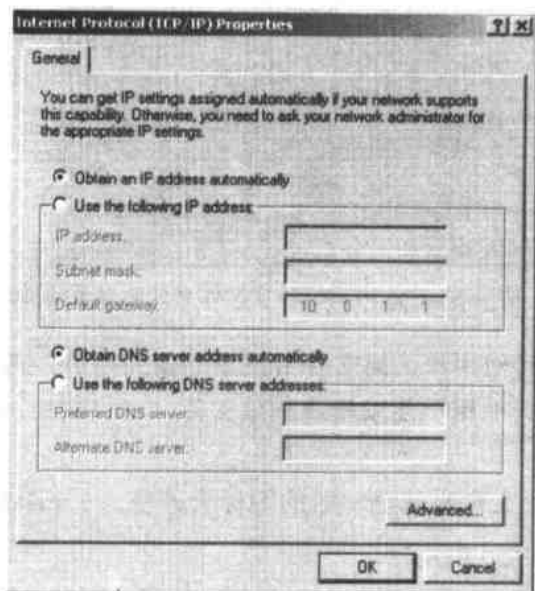 Internet Protocol (TCP/IP) Properties
General
You can get IP settings assigned automatically if your network supports
this capability. Otherwise, you need to ask your network administrator for
the appropriate IP settings.
Obtain an IP address automatically
Use the following IP address:
IP address:
Subnet mask:
Default gateway:
10 . 0 . 1 . 1
Obtain DNS server address automatically
Use the following DNS server addresses:
Preferred DNS server:
Alternate DNS server:
Advanced...
OK
Cancel